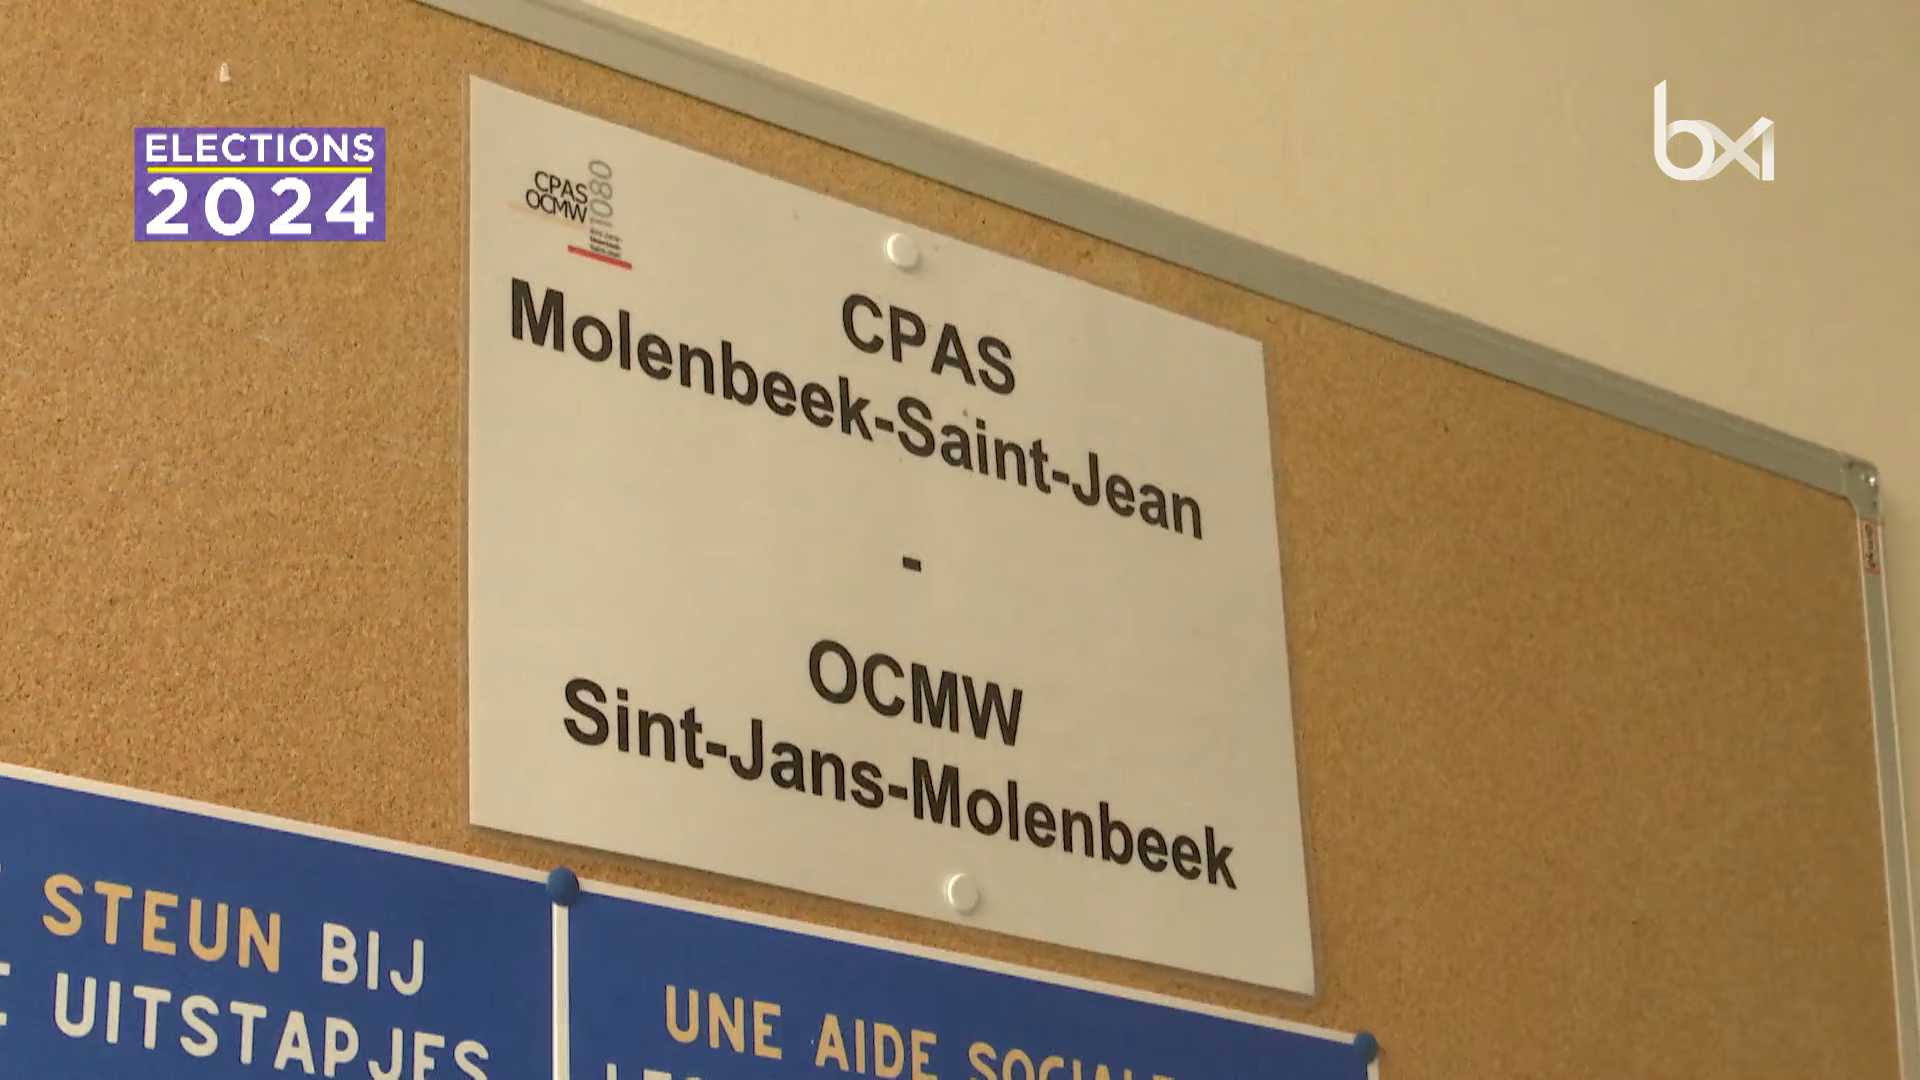 ELECTIONS
2024
bx1
CPAS
OCMW
1080
CPAS
Molenbeek-Saint-Jean
-
OCMW
Sint-Jans-Molenbeek
STEUN BIJ
UITSTAPJES
UNE AIDE SOCIALE